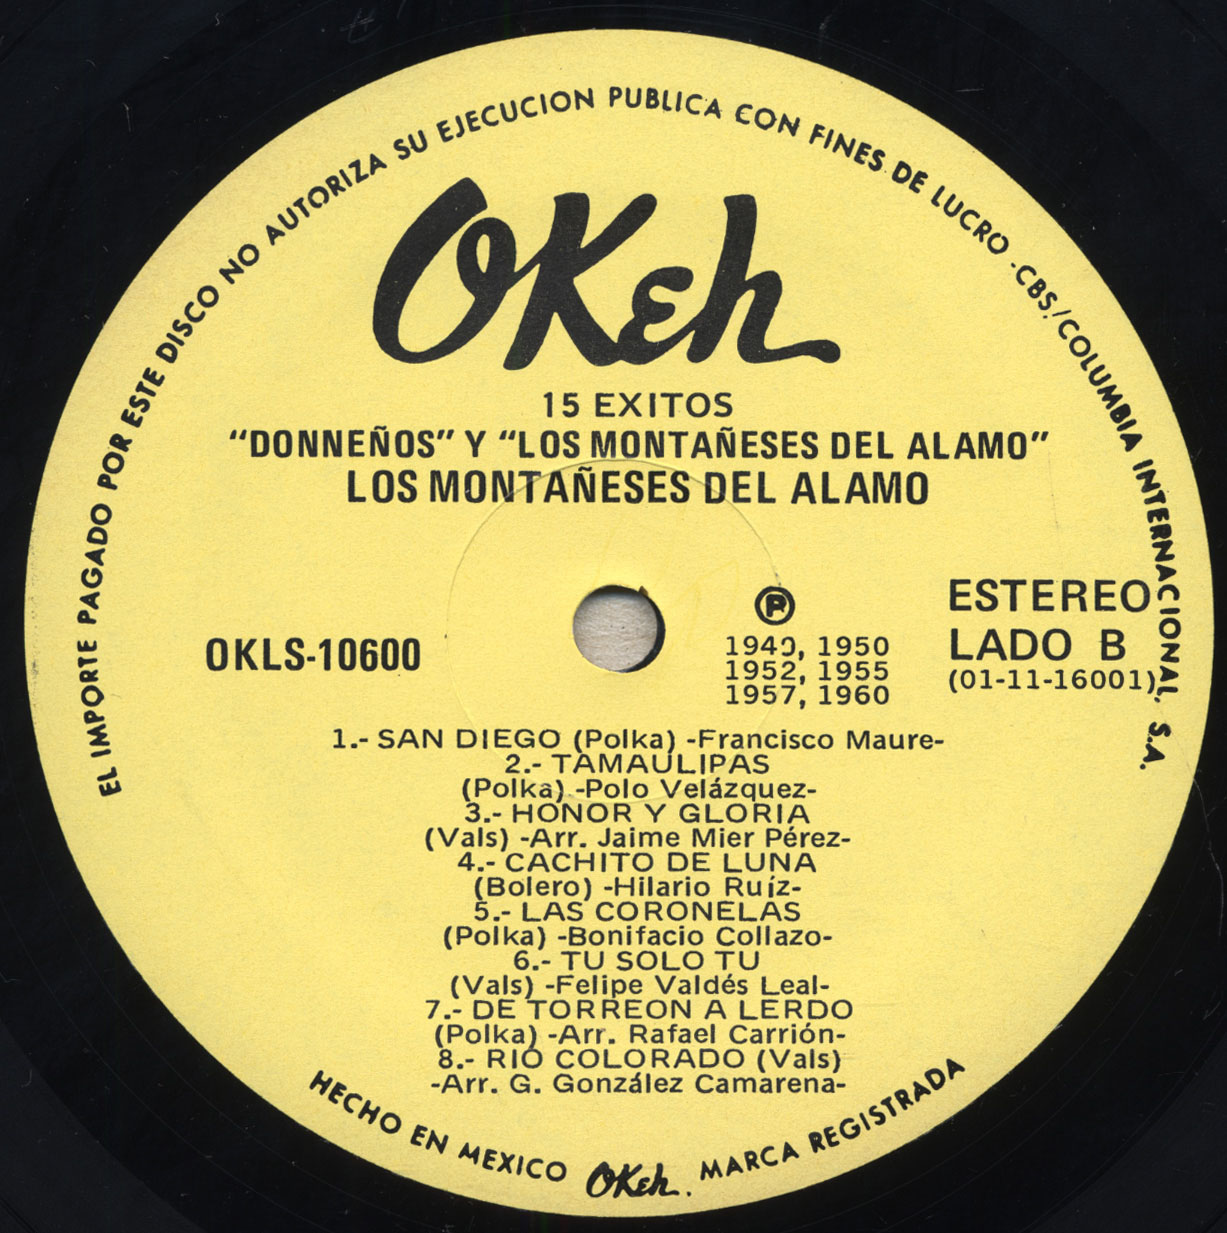 EL IMPORTE PAGADO POR ESTE DISCO NO AUTORIZA SU EJECUCION PUBLICA CON FINES DE LUCRO.-CBS/COLUMBIA INTERNACIONAL, S.A.
OKeh
15 EXITOS
"DONNEÑOS" Y "LOS MONTAÑESES DEL ALAMO"
LOS MONTAÑESES DEL ALAMO
OKLS-10600
Ⓟ
1949, 1950
1952, 1955
1957, 1960
ESTEREO
LADO B
(01-11-16001)
1.- SAN DIEGO (Polka) -Francisco Maure-
2.- TAMAULIPAS
(Polka) -Polo Velázquez-
3.- HONOR Y GLORIA
(Vals) -Arr. Jaime Mier Pérez-
4.- CACHITO DE LUNA
(Bolero) -Hilario Ruíz-
5.- LAS CORONELAS
(Polka) -Bonifacio Collazo-
6.- TU SOLO TU
(Vals) -Felipe Valdés Leal-
7.- DE TORREON A LERDO
(Polka) -Arr. Rafael Carrión-
8.- RIO COLORADO (Vals)
-Arr. G. González Camarena-
HECHO EN MEXICO OKeh. MARCA REGISTRADA